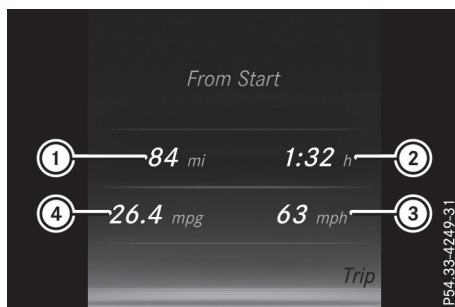 From Start
1 84 mi 1:32 h 2
4 26.4 mpg 63 mph 3
Trip
P54.33-4249-31